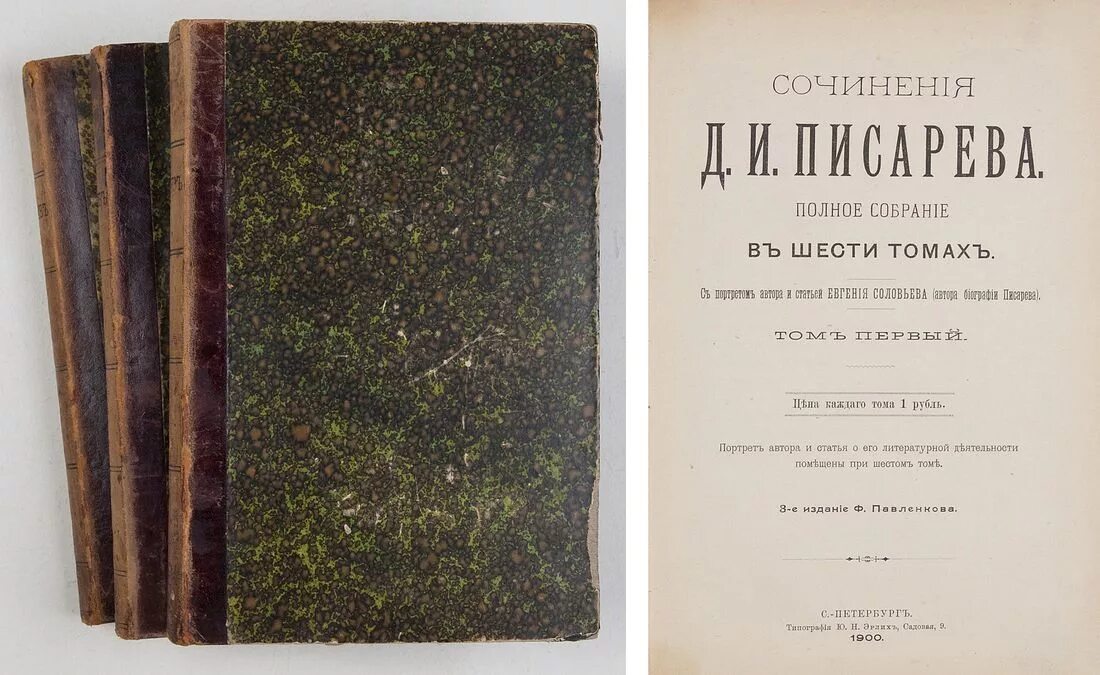 СОЧИНЕНІЯ
Д. И. ПИСАРЕВА.
ПОЛНОЕ СОБРАНІЕ
ВЪ ШЕСТИ ТОМАХЪ.
Съ портретомъ автора и статьей ЕВГЕНІЯ СОЛОВЬЕВА (автора біографіи Писарева).
ТОМЪ ПЕРВЫЙ.
Цѣна каждаго тома 1 рубль.
Портретъ автора и статья о его литературной дѣятельности
помѣщены при шестомъ томѣ.
3-е изданіе Ф. Павленкова.
С.-ПЕТЕРБУРГЪ.
Типографія Ю. Н. Эрлихъ, Садовая, 9.
1900.